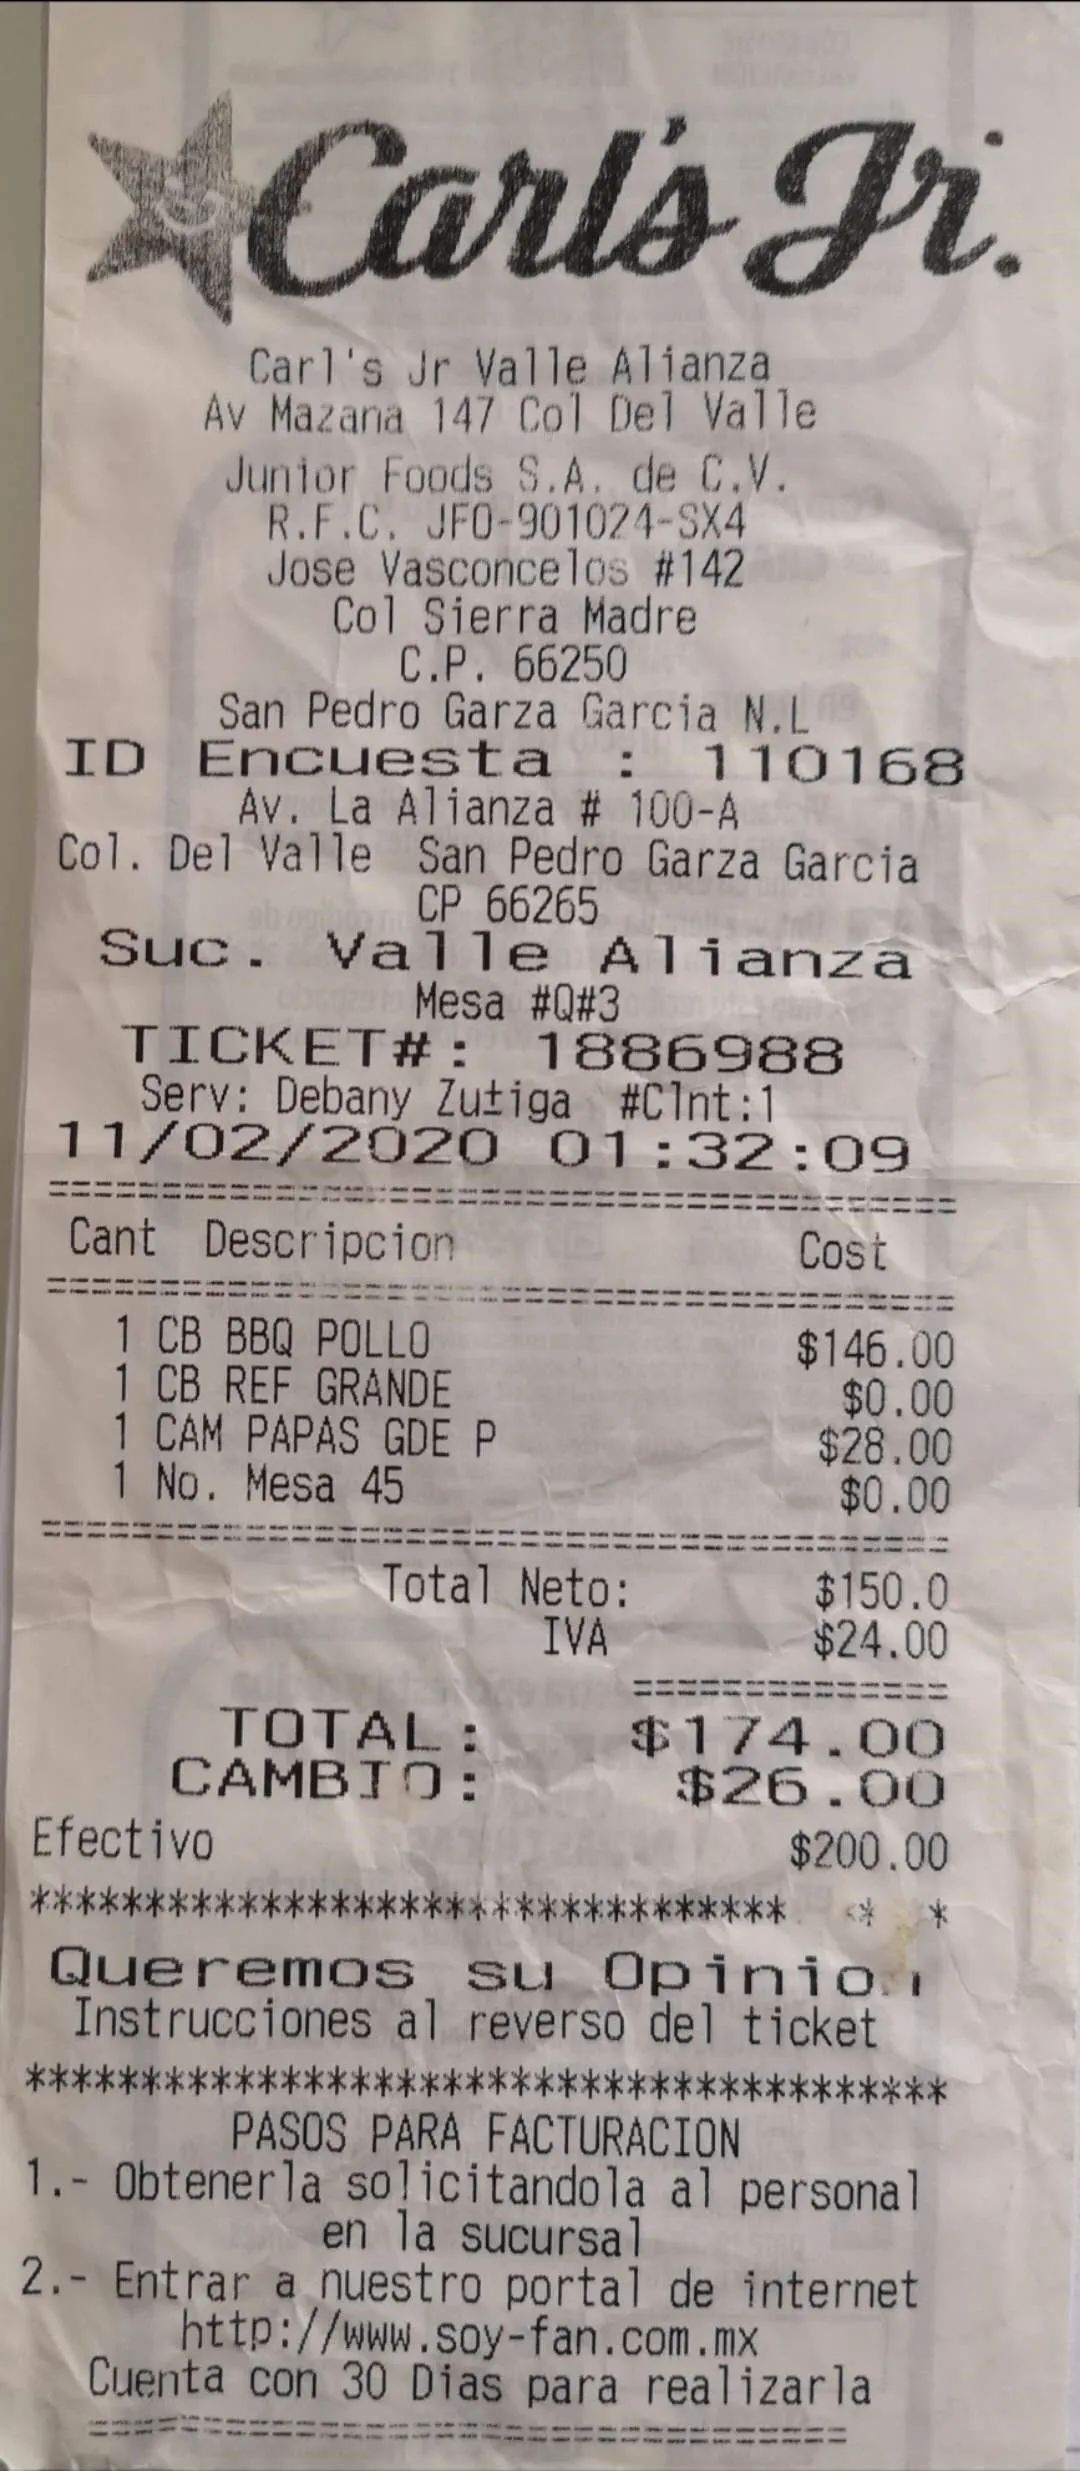 Carl's Jr.
Carl's Jr Valle Alianza
Av Mazana 147 Col Del Valle
Junior Foods S.A. de C.V.
R.F.C. JFO-901024-SX4
Jose Vasconcelos #142
Col Sierra Madre
C.P. 66250
San Pedro Garza Garcia N.L
ID Encuesta : 110168
Av. La Alianza # 100-A
Col. Del Valle San Pedro Garza Garcia
CP 66265
Suc. Valle Alianza
Mesa #Q#3
TICKET#: 1886988
Serv: Debany Zu±iga #Clnt:1
11/02/2020 01:32:09
==========================================
Cant Descripcion Cost
==========================================
1 CB BBQ POLLO $146.00
1 CB REF GRANDE $0.00
1 CAM PAPAS GDE P $28.00
1 No. Mesa 45 $0.00
==========================================
Total Neto: $150.0
IVA $24.00
==============
TOTAL: $174.00
CAMBIO: $26.00
Efectivo $200.00
****************************************
Queremos su Opinion
Instrucciones al reverso del ticket
****************************************
PASOS PARA FACTURACION
1.- Obtenerla solicitandola al personal
en la sucursal
2.- Entrar a nuestro portal de internet
http://www.soy-fan.com.mx
Cuenta con 30 Dias para realizarla
==================================